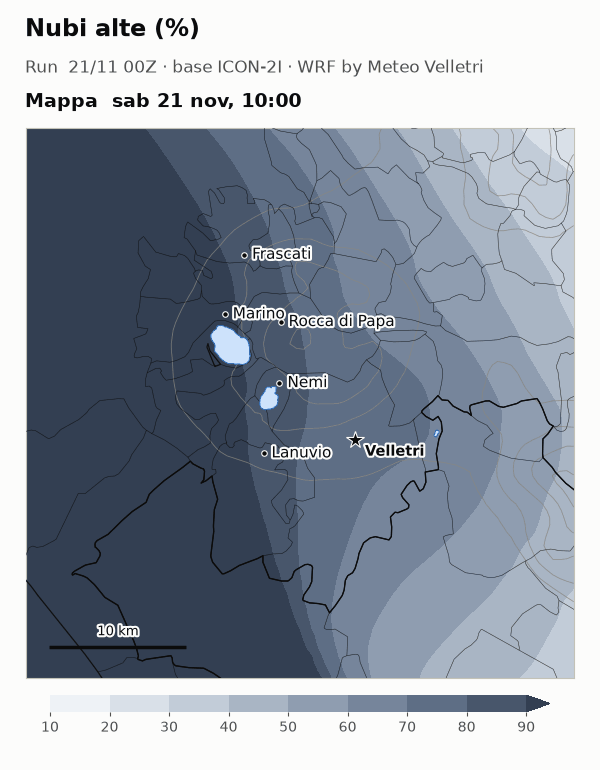 Nubi alte (%)
Run 21/11 00Z · base ICON-2I · WRF by Meteo Velletri
Mappa sab 21 nov, 10:00
Frascati
Marino
Rocca di Papa
Nemi
Velletri
Lanuvio
10 km
10 20 30 40 50 60 70 80 90